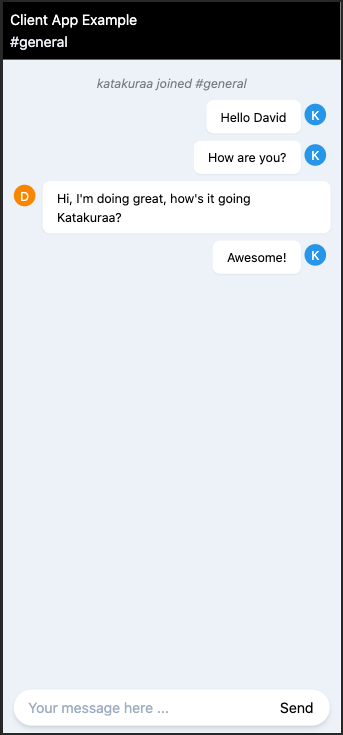 Client App Example
#general
katakuraa joined #general
Hello David
K
How are you?
K
D
Hi, I'm doing great, how's it going
Katakuraa?
Awesome!
K
Your message here ...
Send